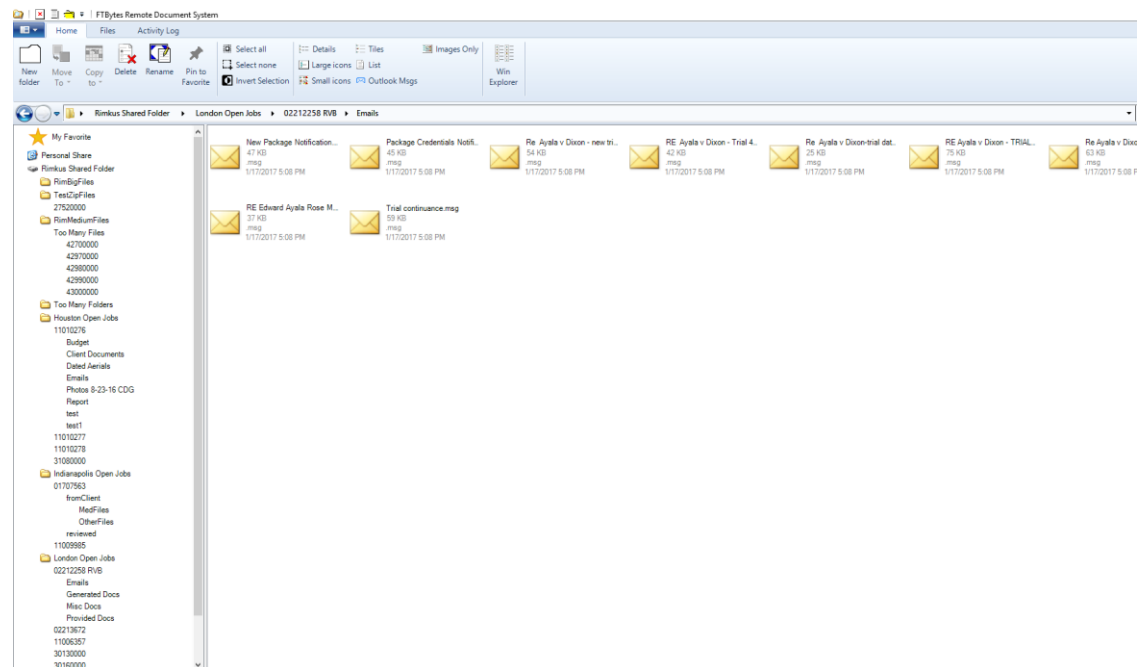 FTBytes Remote Document System
Home Files Activity Log
New folder
Move To
Copy to
Delete
Rename
Pin to Favorite
Select all
Select none
Invert Selection
Details
Large icons
Small icons
Tiles
List
Outlook Msgs
Images Only
Win Explorer
Rimkus Shared Folder London Open Jobs 02212258 RVB Emails
My Favorite
Personal Share
Rimkus Shared Folder
RimBigFiles
TestZipFiles
27520000
RimMediumFiles
Too Many Files
42700000
42970000
42980000
42990000
43000000
Too Many Folders
Houston Open Jobs
11010276
Budget
Client Documents
Dated Aerials
Emails
Photos 8-23-16 CDG
Report
test
test1
11010277
11010278
31080000
Indianapolis Open Jobs
01707563
fromClient
MedFiles
OtherFiles
reviewed
11009985
London Open Jobs
02212258 RVB
Emails
Generated Docs
Misc Docs
Provided Docs
02213672
11006357
30130000
30160000
New Package Notification...
47 KB
.msg
1/17/2017 5:08 PM
Package Credentials Notifi..
45 KB
.msg
1/17/2017 5:08 PM
Re Ayala v Dixon - new tri..
54 KB
.msg
1/17/2017 5:08 PM
RE Ayala v Dixon - Trial 4..
42 KB
.msg
1/17/2017 5:08 PM
Re Ayala v Dixon-trial dat..
25 KB
.msg
1/17/2017 5:08 PM
RE Ayala v Dixon - TRIAL..
75 KB
.msg
1/17/2017 5:08 PM
Re Ayala v Dixo
63 KB
.msg
1/17/2017 5:08 P
RE Edward Ayala Rose M...
37 KB
.msg
1/17/2017 5:08 PM
Trial continuance.msg
59 KB
.msg
1/17/2017 5:08 PM